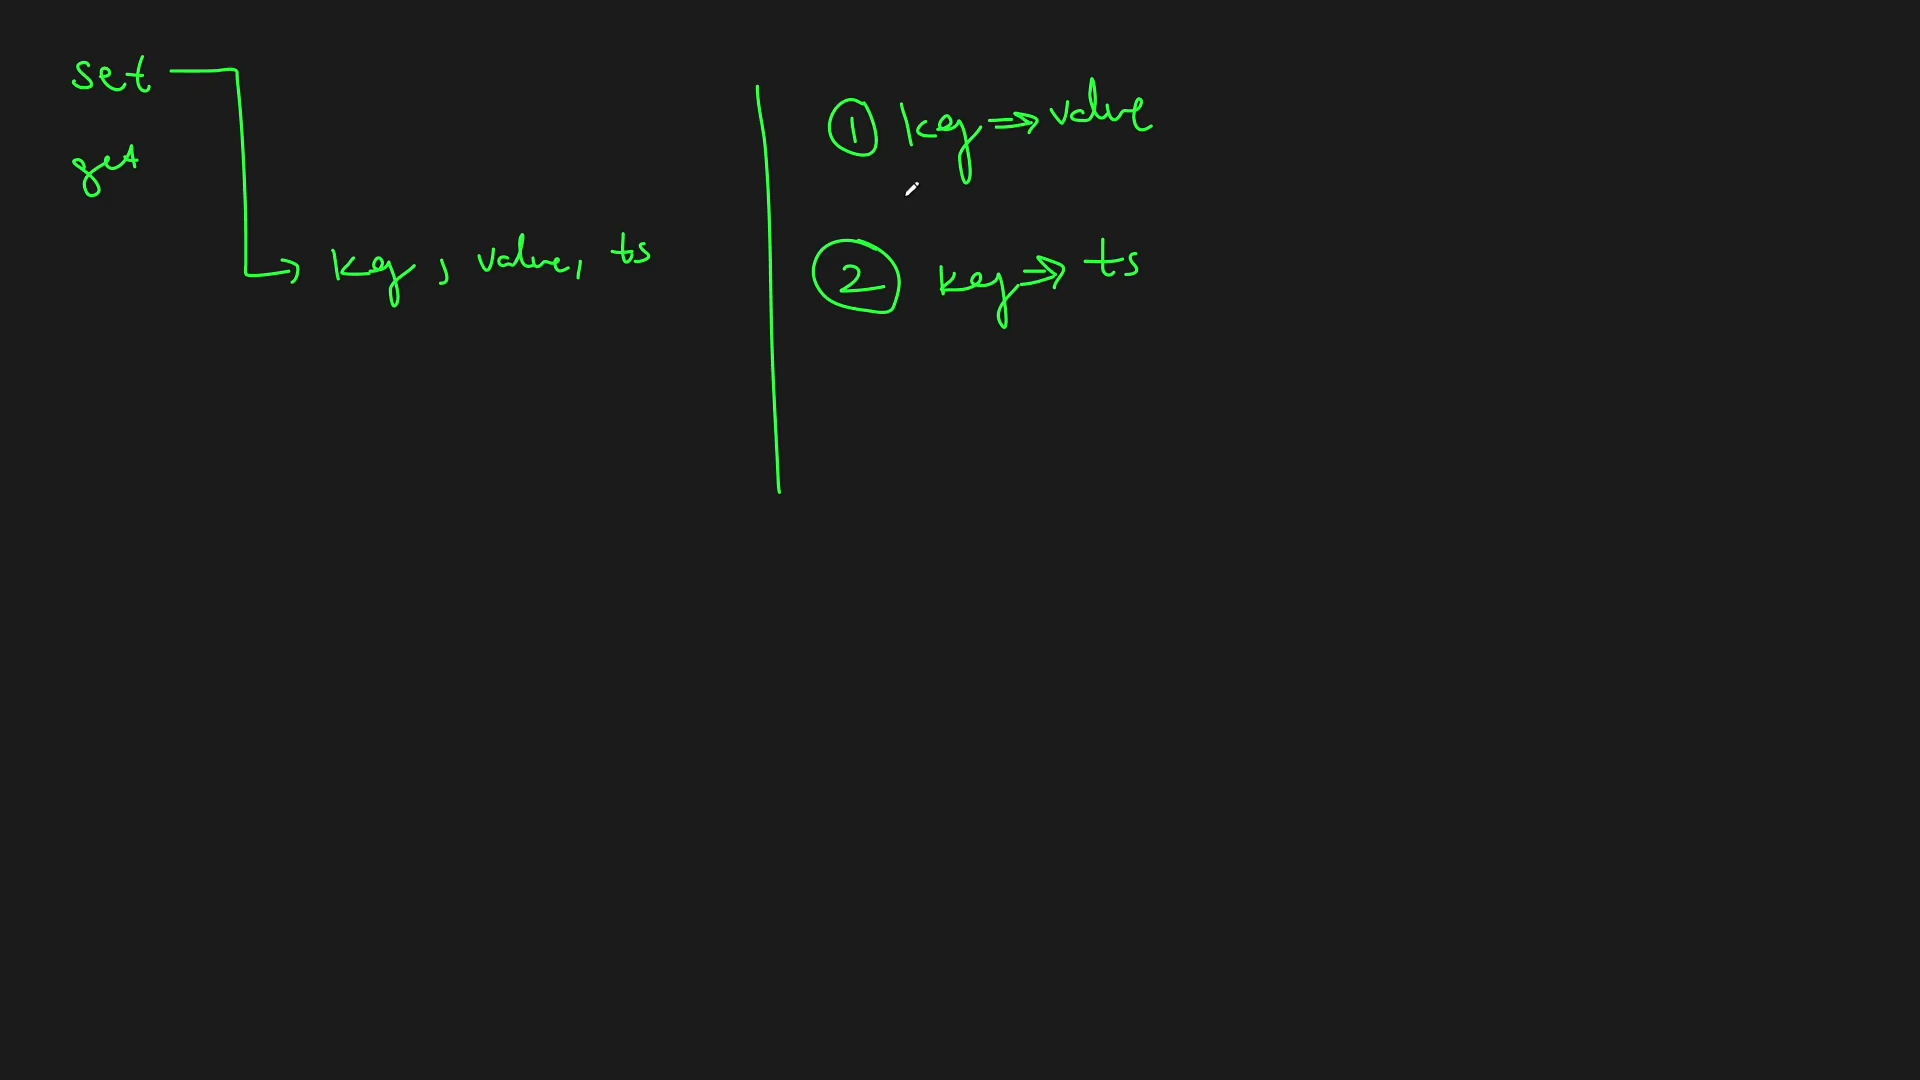 set
get
key, value, ts
① key ⇒ value
② key ⇒ ts